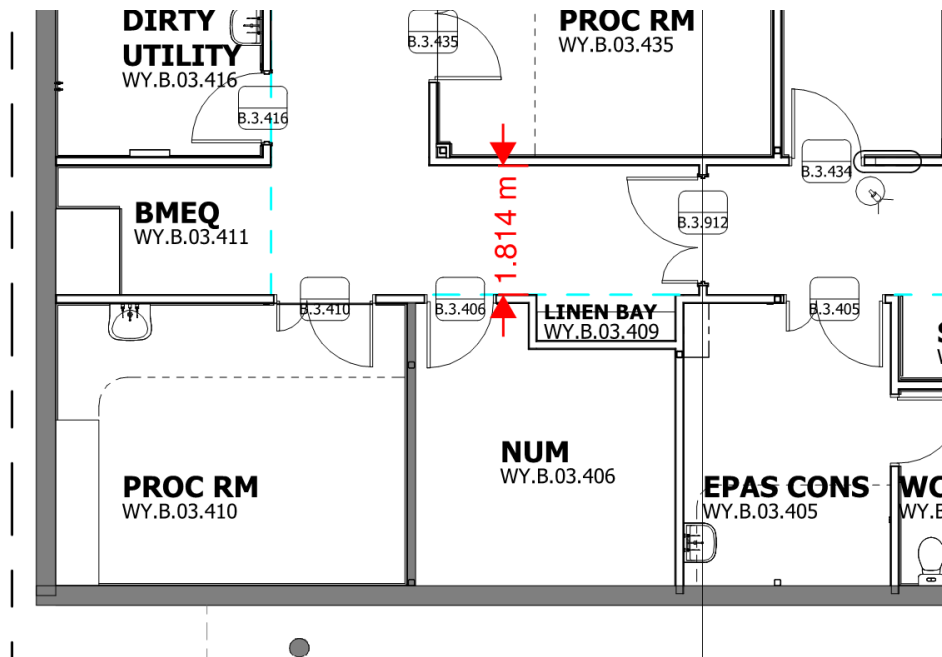 DIRTY
UTILITY
WY.B.03.416
B.3.416
B.3.435
PROC RM
WY.B.03.435
B.3.434
BMEQ
WY.B.03.411
1.814 m
B.3.912
B.3.410
B.3.406
LINEN BAY
WY.B.03.409
B.3.405
S
W
PROC RM
WY.B.03.410
NUM
WY.B.03.406
EPAS CONS
WY.B.03.405
WC
WY.B